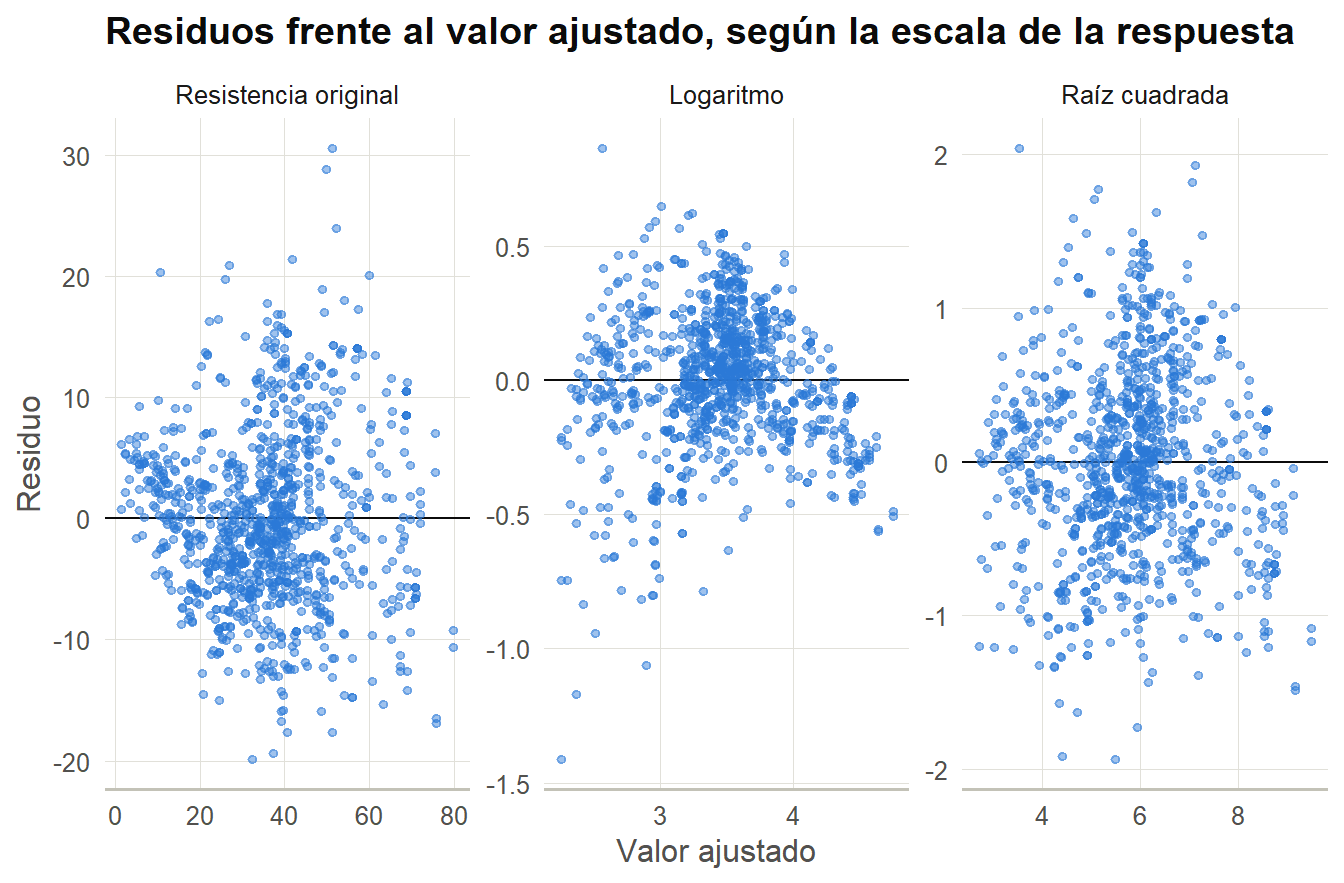 Residuos frente al valor ajustado, según la escala de la respuesta
Resistencia original
Logaritmo
Raíz cuadrada
Residuo
30
20
10
0
-10
-20
0.5
0.0
-0.5
-1.0
-1.5
2
1
0
-1
-2
0 20 40 60 80
3 4
4 6 8
Valor ajustado